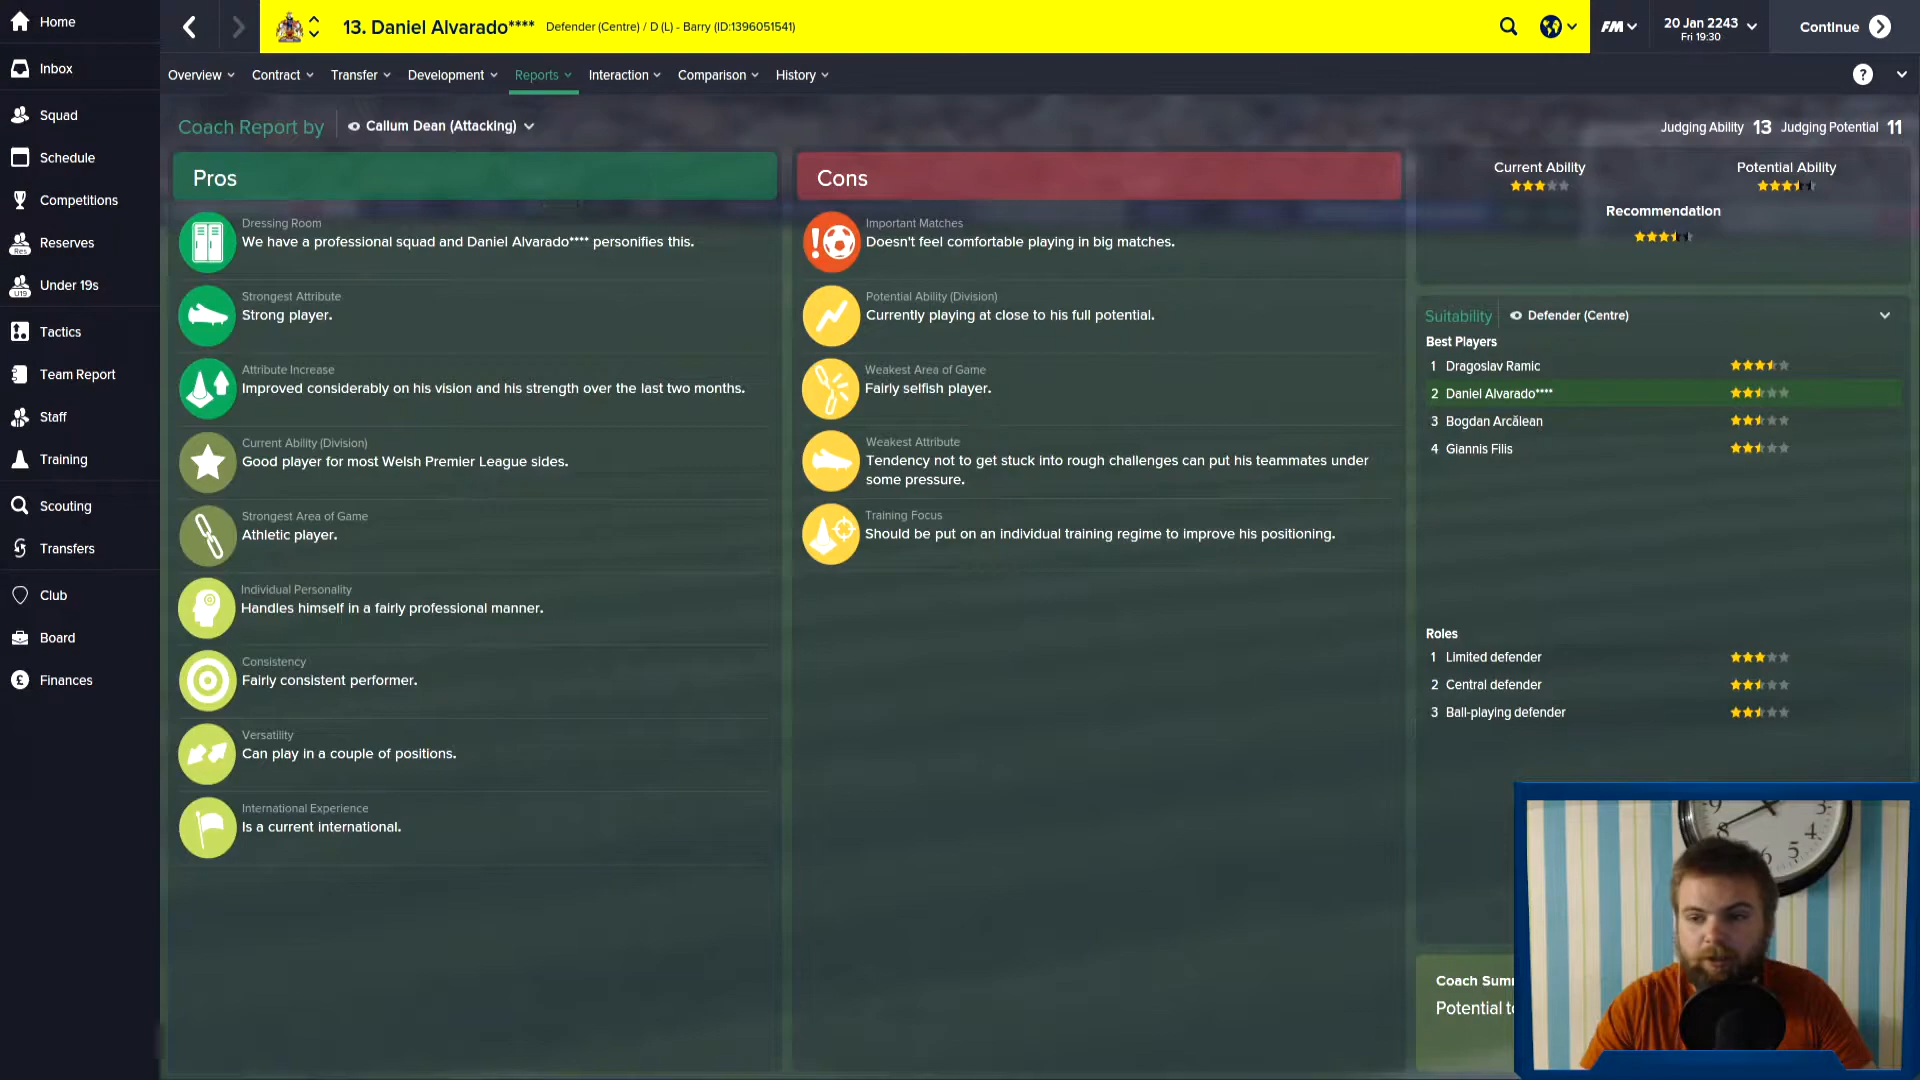 Home
Inbox
Squad
Schedule
Competitions
Reserves
Under 19s
Tactics
Team Report
Staff
Training
Scouting
Transfers
Club
Board
Finances
13. Daniel Alvarado**** Defender (Centre) / D (L) - Barry (ID:1396051541)
FM
20 Jan 2243
Fri 19:30
Continue
Overview Contract Transfer Development Reports Interaction Comparison History
?
Coach Report by Callum Dean (Attacking)
Judging Ability 13 Judging Potential 11
Pros
Dressing Room
We have a professional squad and Daniel Alvarado**** personifies this.
Strongest Attribute
Strong player.
Attribute Increase
Improved considerably on his vision and his strength over the last two months.
Current Ability (Division)
Good player for most Welsh Premier League sides.
Strongest Area of Game
Athletic player.
Individual Personality
Handles himself in a fairly professional manner.
Consistency
Fairly consistent performer.
Versatility
Can play in a couple of positions.
International Experience
Is a current international.
Cons
Important Matches
Doesn't feel comfortable playing in big matches.
Potential Ability (Division)
Currently playing at close to his full potential.
Weakest Area of Game
Fairly selfish player.
Weakest Attribute
Tendency not to get stuck into rough challenges can put his teammates under
some pressure.
Training Focus
Should be put on an individual training regime to improve his positioning.
Current Ability
Potential Ability
Recommendation
Suitability Defender (Centre)
Best Players
1 Dragoslav Ramic
2 Daniel Alvarado****
3 Bogdan Arcălean
4 Giannis Filis
Roles
1 Limited defender
2 Central defender
3 Ball-playing defender
Coach Sum
Potential